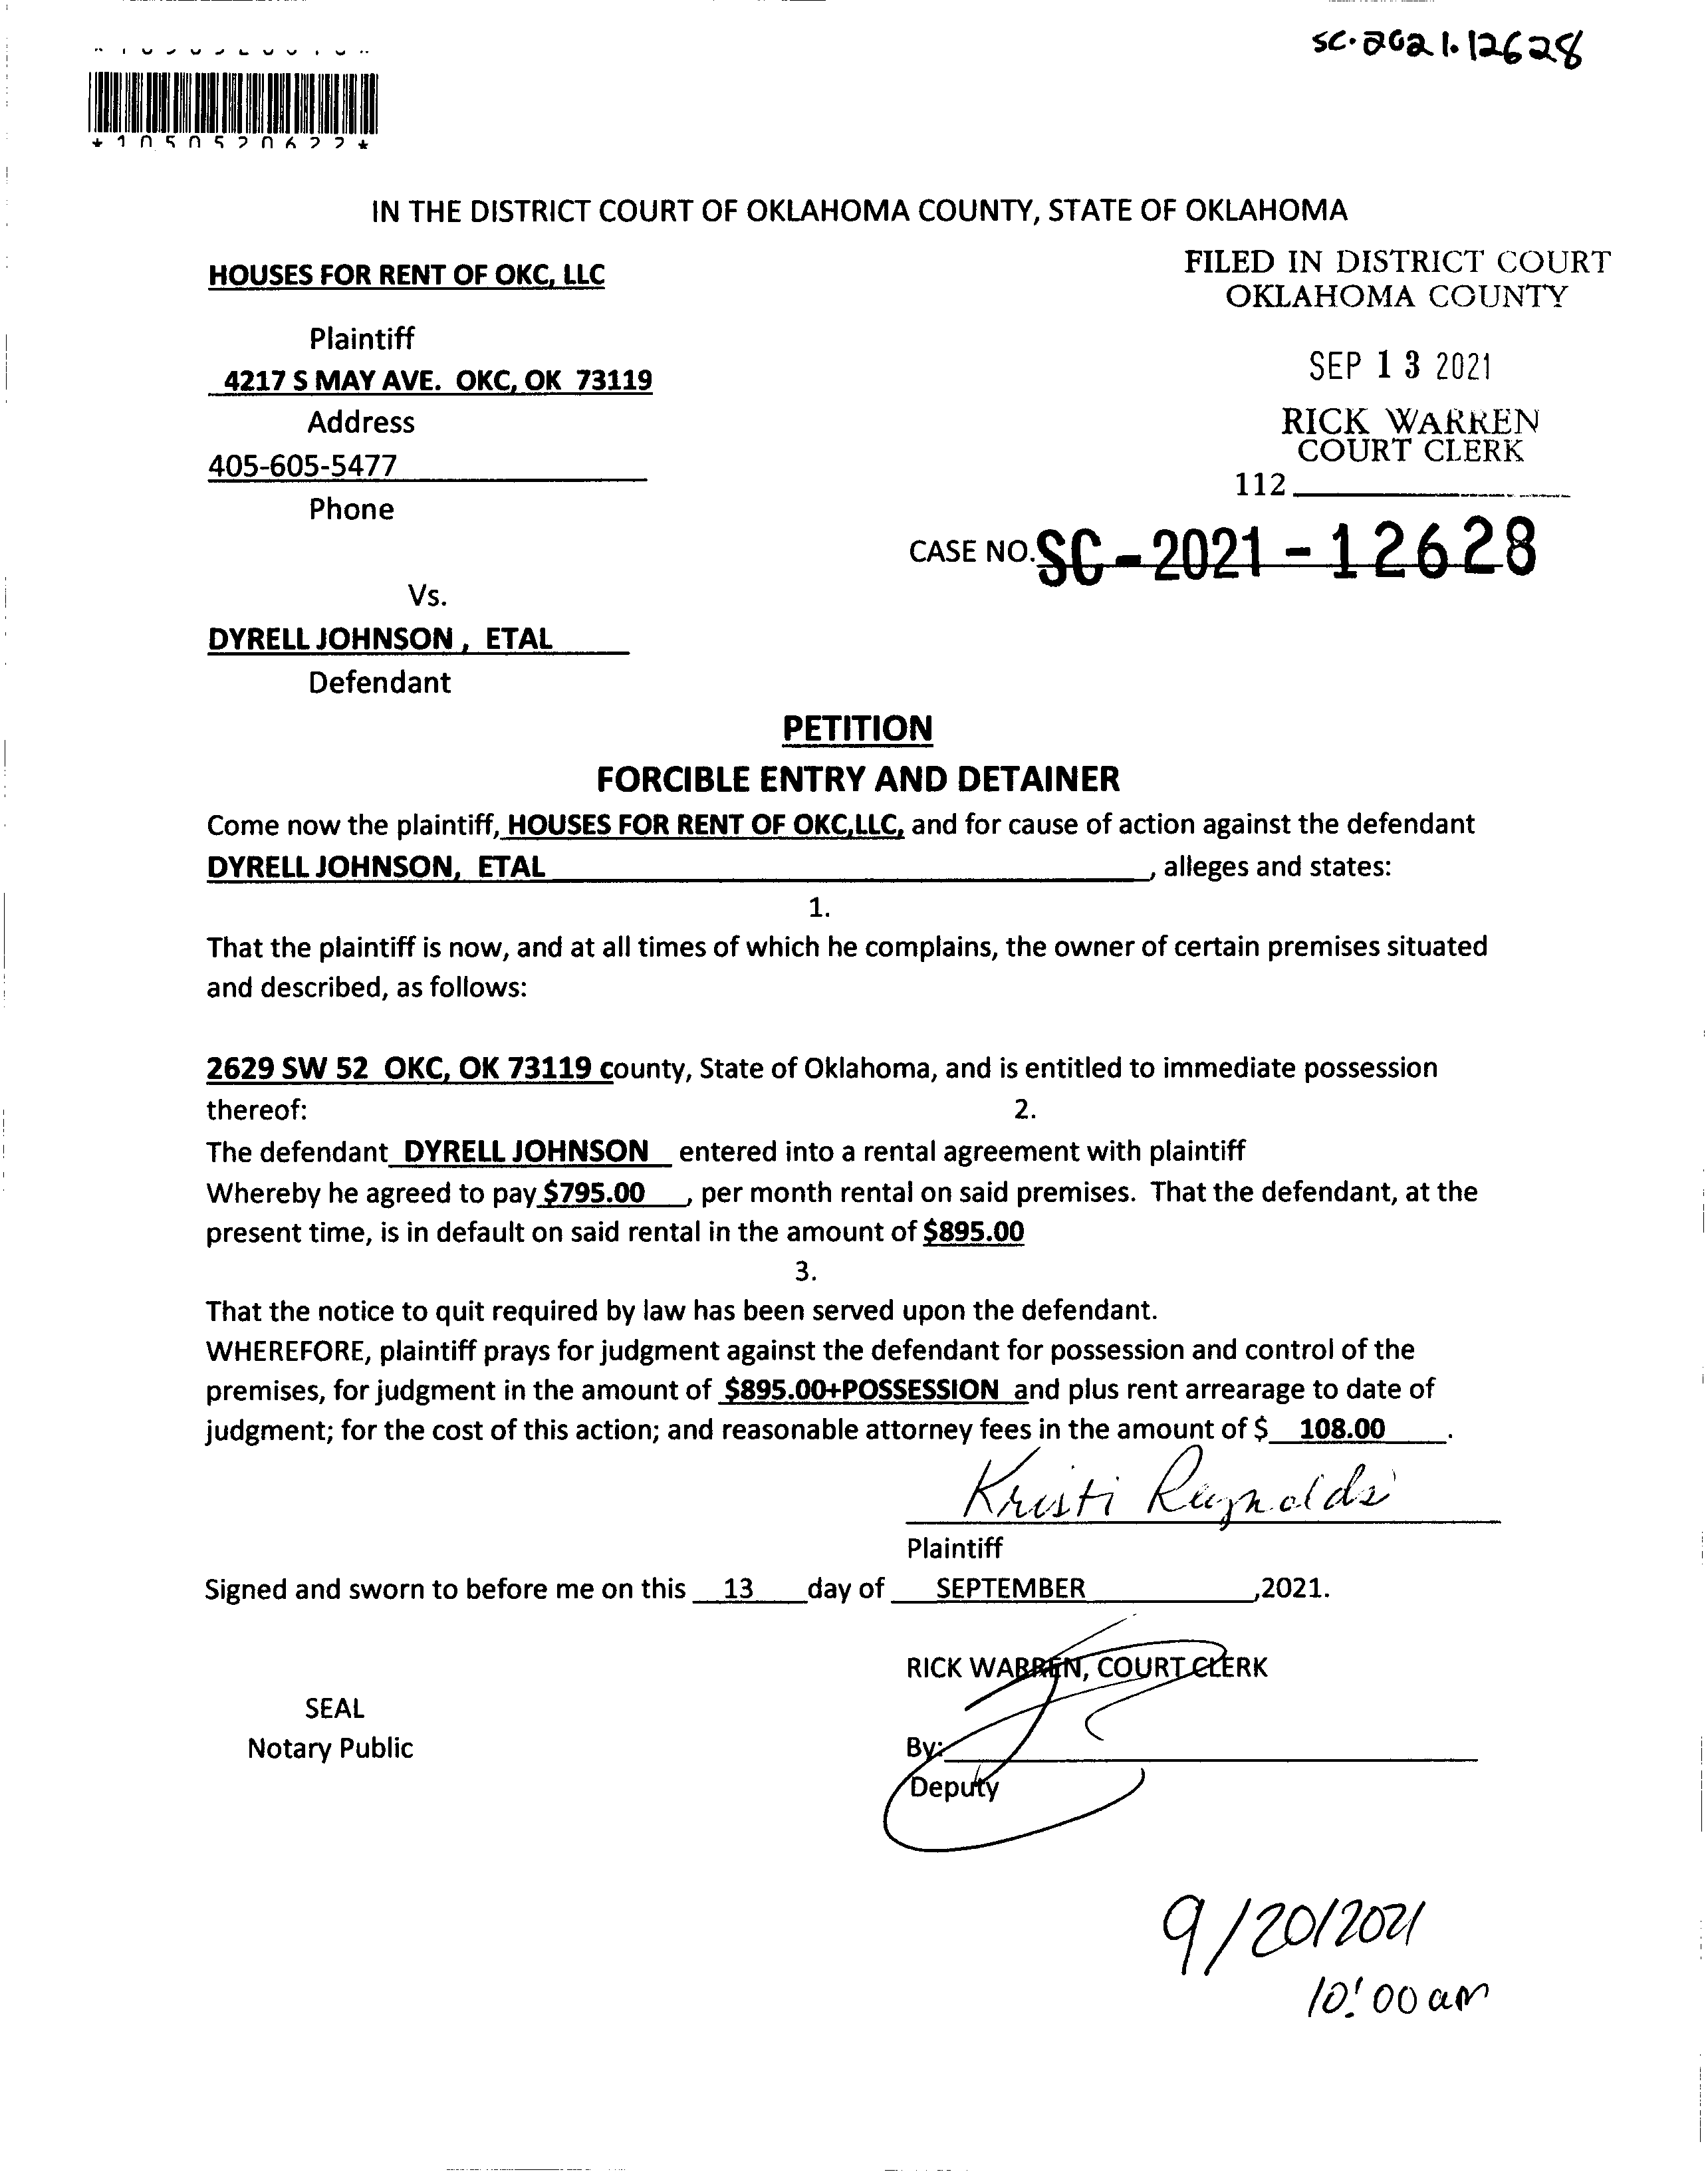 sc.2021.12628
*1050520622*
IN THE DISTRICT COURT OF OKLAHOMA COUNTY, STATE OF OKLAHOMA
HOUSES FOR RENT OF OKC, LLC
FILED IN DISTRICT COURT
OKLAHOMA COUNTY
Plaintiff
SEP 13 2021
4217 S MAY AVE. OKC, OK 73119
Address
RICK WARREN
COURT CLERK
405-605-5477
112
Phone
CASE NO. SC-2021-12628
Vs.
DYRELL JOHNSON , ETAL
Defendant
PETITION
FORCIBLE ENTRY AND DETAINER
Come now the plaintiff, HOUSES FOR RENT OF OKC,LLC, and for cause of action against the defendant
DYRELL JOHNSON, ETAL , alleges and states:
1.
That the plaintiff is now, and at all times of which he complains, the owner of certain premises situated
and described, as follows:
2629 SW 52 OKC, OK 73119 county, State of Oklahoma, and is entitled to immediate possession
thereof: 2.
The defendant DYRELL JOHNSON entered into a rental agreement with plaintiff
Whereby he agreed to pay $795.00 , per month rental on said premises. That the defendant, at the
present time, is in default on said rental in the amount of $895.00
3.
That the notice to quit required by law has been served upon the defendant.
WHEREFORE, plaintiff prays for judgment against the defendant for possession and control of the
premises, for judgment in the amount of $895.00+POSSESSION and plus rent arrearage to date of
judgment; for the cost of this action; and reasonable attorney fees in the amount of $ 108.00 .
Kristi Reynolds
Plaintiff
Signed and sworn to before me on this 13 day of SEPTEMBER ,2021.
RICK WARREN, COURT CLERK
SEAL
Notary Public
By:
Deputy
9/20/2021
10:00 am